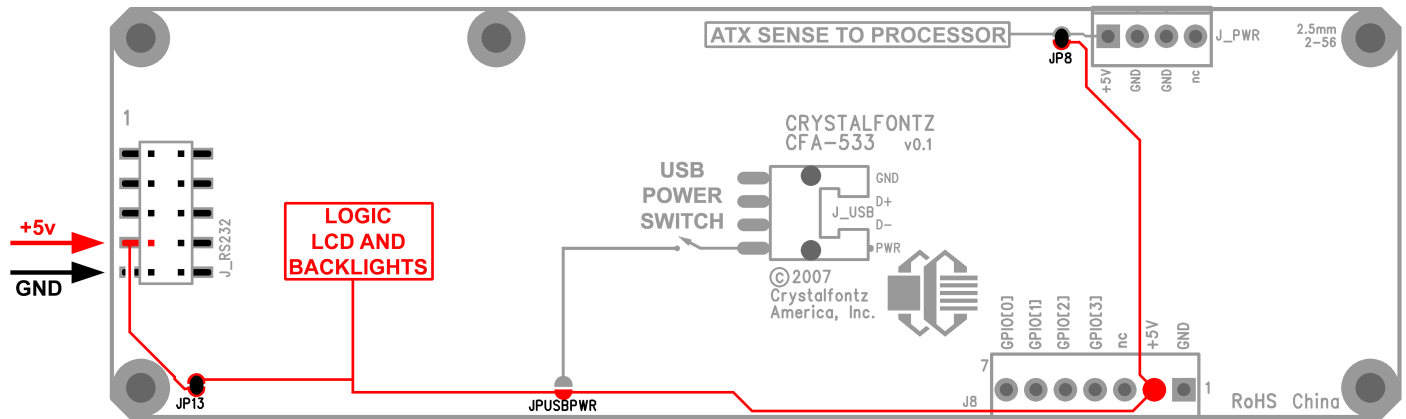 ATX SENSE TO PROCESSOR
JP8
J_PWR
2.5mm
2-56
+5V
GND
GND
nc
1
CRYSTALFONTZ
CFA-533 v0.1
USB
POWER
SWITCH
GND
D+
J_USB
D-
PWR
+5v
GND
J_RS232
LOGIC
LCD AND
BACKLIGHTS
©2007
Crystalfontz
America, Inc.
GPIO[0]
GPIO[1]
GPIO[2]
GPIO[3]
nc
+5V
GND
7
J8
1
JP13
JPUSBPWR
RoHS China